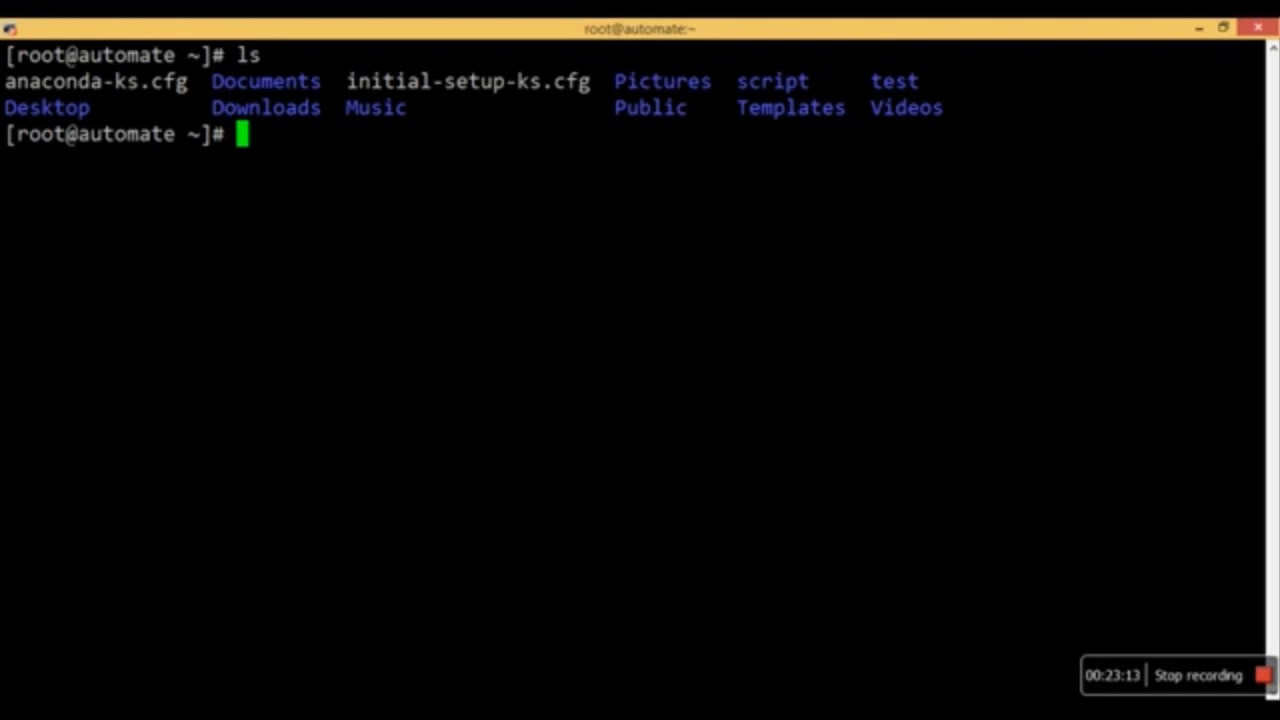 root@automate:~
[root@automate ~]# ls
anaconda-ks.cfg  Documents  initial-setup-ks.cfg  Pictures  script     test
Desktop          Downloads  Music                 Public    Templates  Videos
[root@automate ~]#
00:23:13 Stop recording